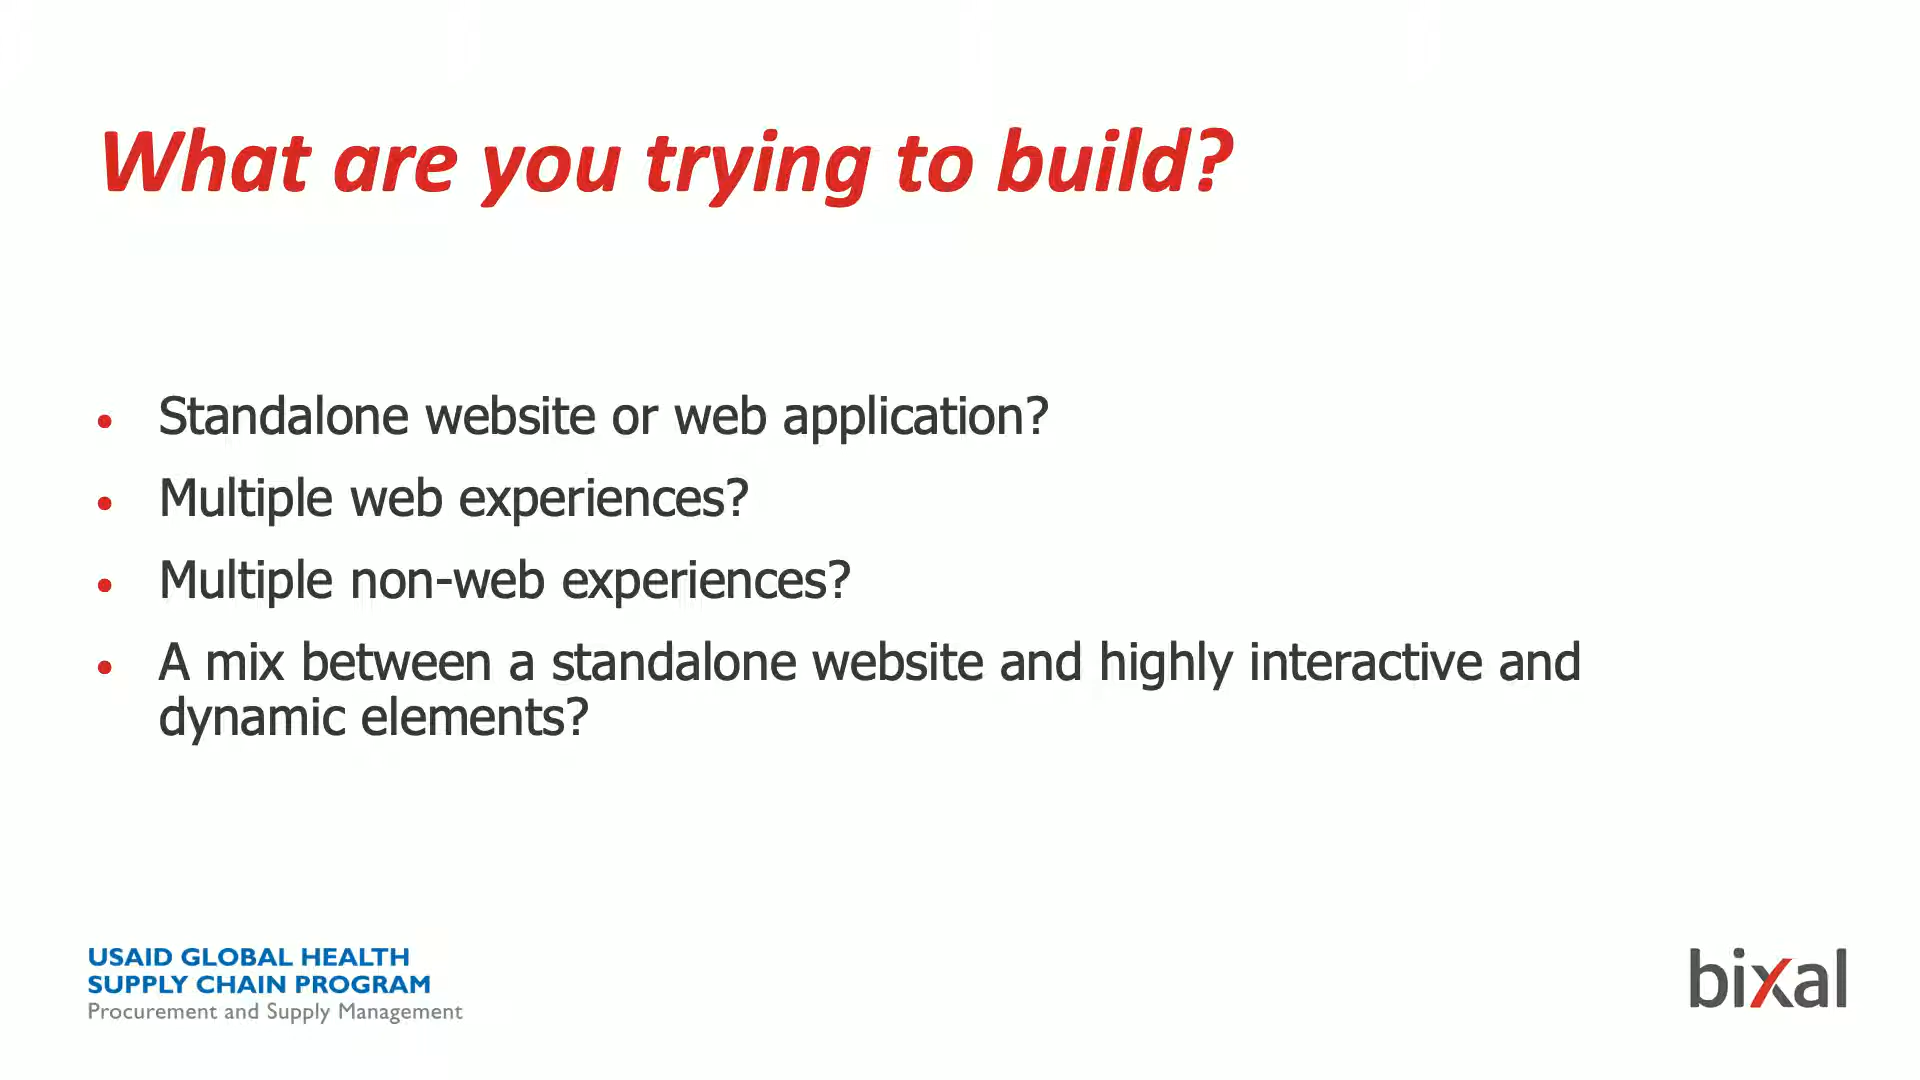 What are you trying to build?
• Standalone website or web application?
• Multiple web experiences?
• Multiple non-web experiences?
• A mix between a standalone website and highly interactive and
dynamic elements?
USAID GLOBAL HEALTH
SUPPLY CHAIN PROGRAM
Procurement and Supply Management
bixal